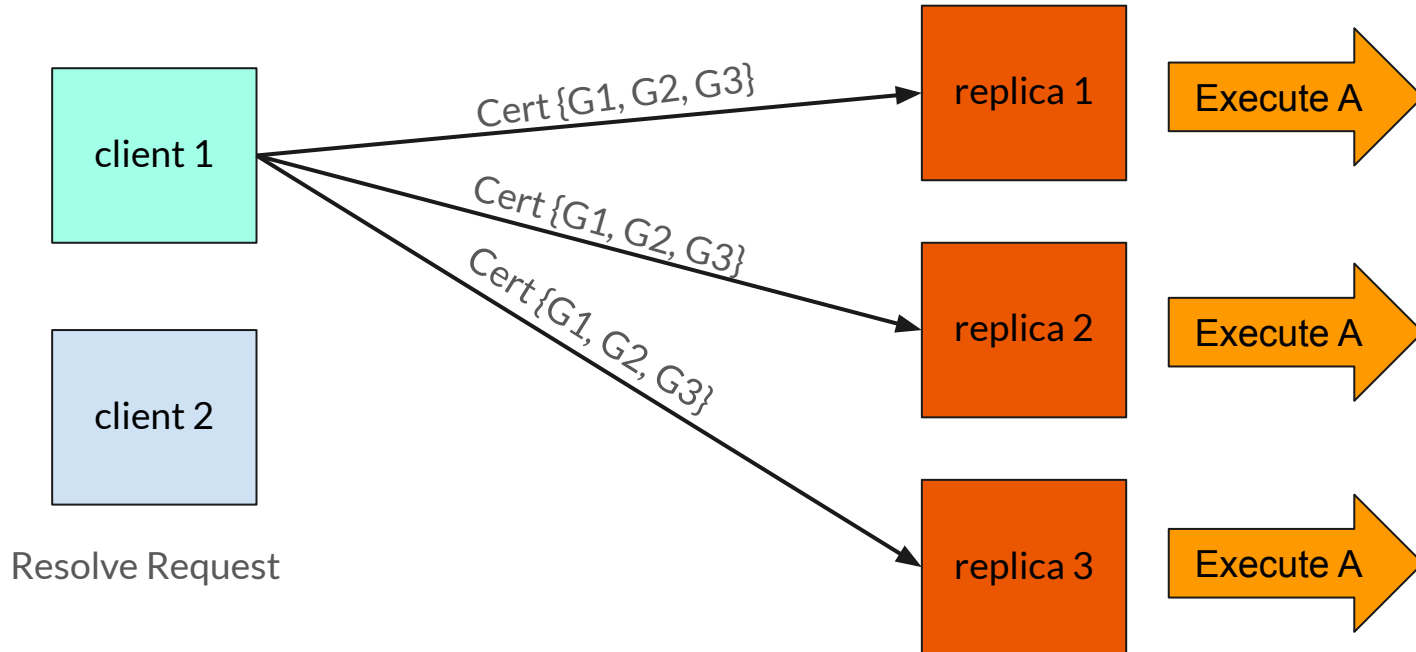 client 1
Cert {G1, G2, G3}
replica 1
Execute A
Cert {G1, G2, G3}
client 2
Cert {G1, G2, G3}
replica 2
Execute A
Resolve Request
replica 3
Execute A